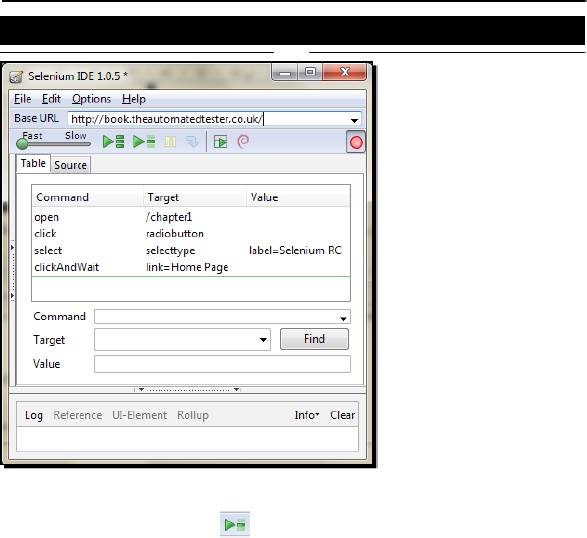 Selenium IDE 1.0.5 *
File Edit Options Help
Base URL http://book.theautomatedtester.co.uk/
Fast Slow
Table Source
Command Target Value
open /chapter1
click radiobutton
select selecttype label=Selenium RC
clickAndWait link=Home Page
Command
Target Find
Value
Log Reference UI-Element Rollup Info Clear